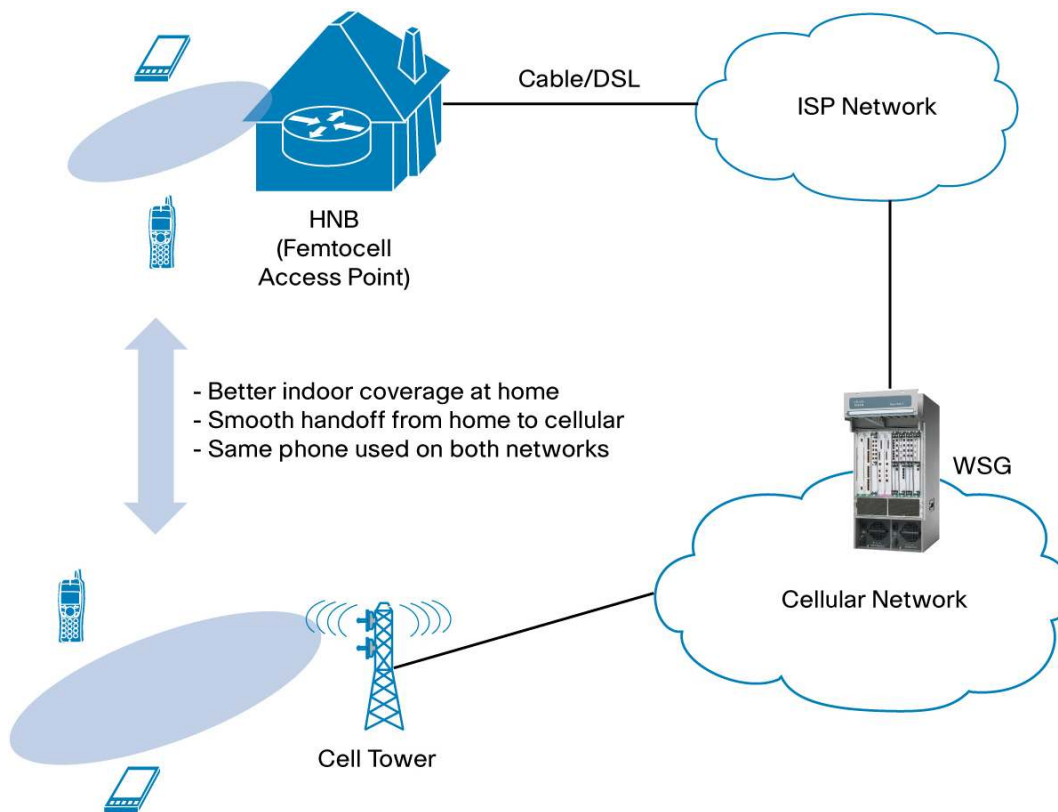 Cable/DSL
ISP Network
HNB
(Femtocell
Access Point)
- Better indoor coverage at home
- Smooth handoff from home to cellular
- Same phone used on both networks
WSG
Cellular Network
Cell Tower